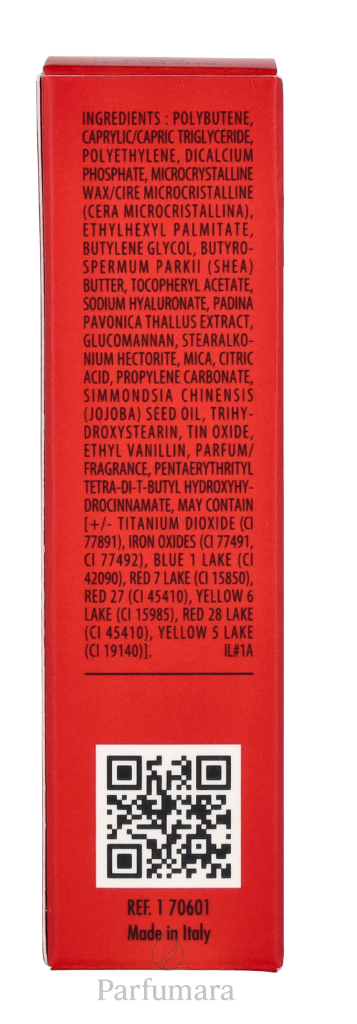 INGREDIENTS : POLYBUTENE,
CAPRYLIC/CAPRIC TRIGLYCERIDE,
POLYETHYLENE, DICALCIUM
PHOSPHATE, MICROCRYSTALLINE
WAX/CIRE MICROCRISTALLINE
(CERA MICROCRISTALLINA),
ETHYLHEXYL PALMITATE,
BUTYLENE GLYCOL, BUTYRO-
SPERMUM PARKII (SHEA)
BUTTER, TOCOPHERYL ACETATE,
SODIUM HYALURONATE, PADINA
PAVONICA THALLUS EXTRACT,
GLUCOMANNAN, STEARALKO-
NIUM HECTORITE, MICA, CITRIC
ACID, PROPYLENE CARBONATE,
SIMMONDSIA CHINENSIS
(JOJOBA) SEED OIL, TRIHY-
DROXYSTEARIN, TIN OXIDE,
ETHYL VANILLIN, PARFUM/
FRAGRANCE, PENTAERYTHRITYL
TETRA-DI-T-BUTYL HYDROXYHY-
DROCINNAMATE, MAY CONTAIN
[+/- TITANIUM DIOXIDE (CI
77891), IRON OXIDES (CI 77491,
CI 77492), BLUE 1 LAKE (CI
42090), RED 7 LAKE (CI 15850),
RED 27 (CI 45410), YELLOW 6
LAKE (CI 15985), RED 28 LAKE
(CI 45410), YELLOW 5 LAKE
(CI 19140)]. IL#1A
REF. 1 70601
Made in Italy
Parfumara